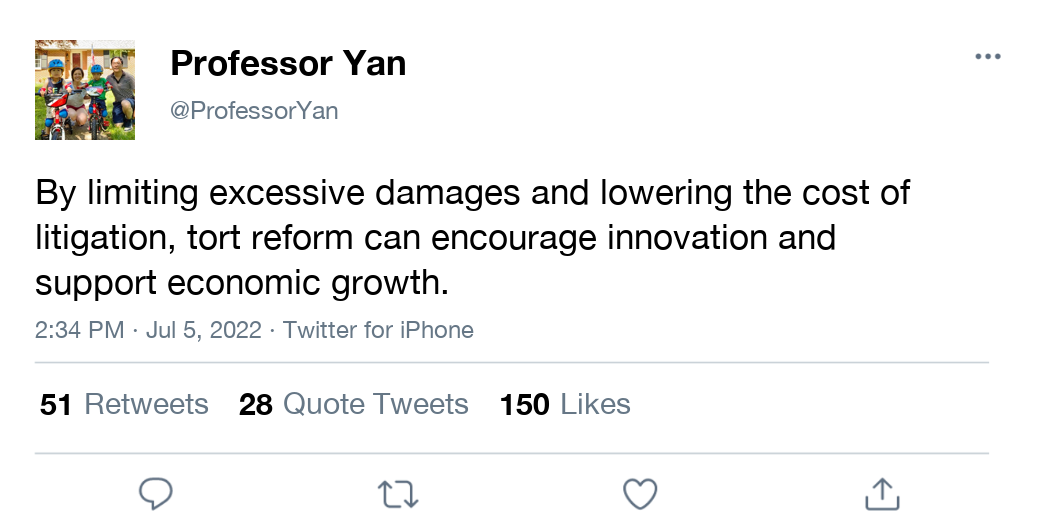 Professor Yan
@ProfessorYan
By limiting excessive damages and lowering the cost of
litigation, tort reform can encourage innovation and
support economic growth.
2:34 PM · Jul 5, 2022 · Twitter for iPhone
51 Retweets 28 Quote Tweets 150 Likes